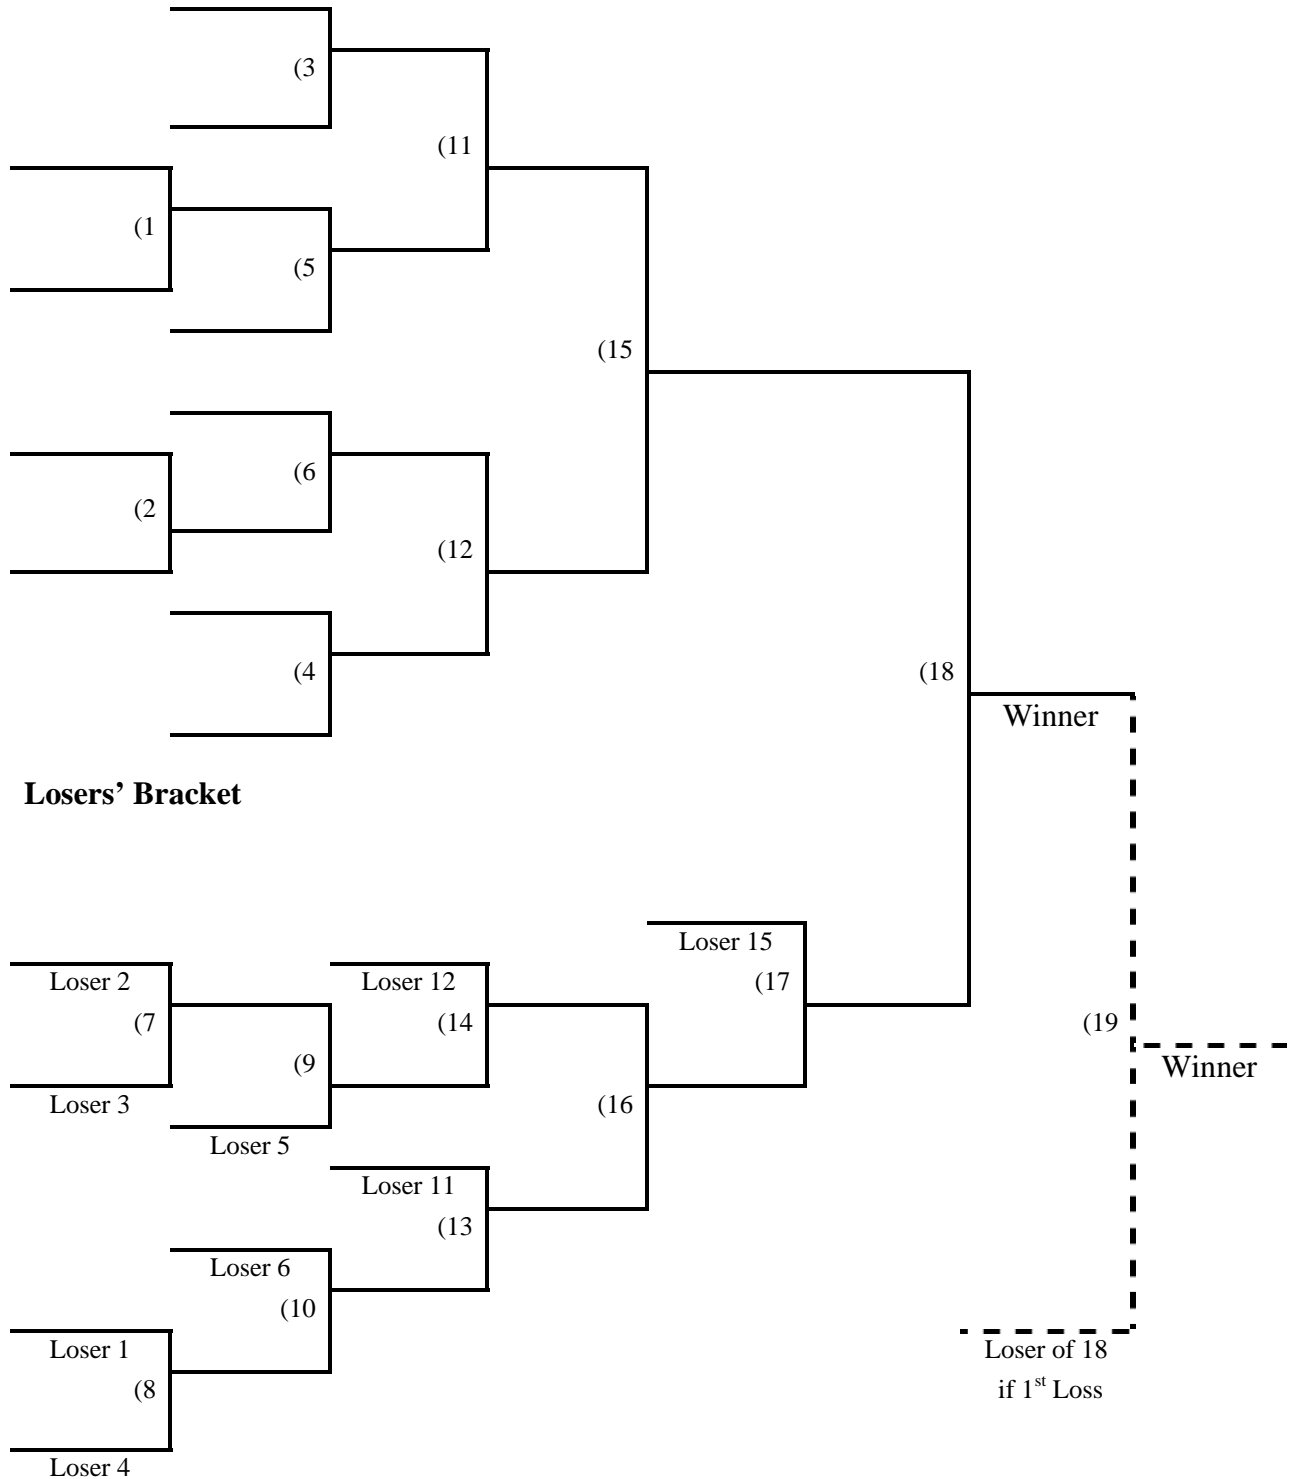 (3
(11
(1
(5
(15
(6
(2
(12
(4
(18
Winner
Losers’ Bracket
Loser 15
Loser 2
Loser 12
(17
(7
(14
(19
(9
Winner
Loser 3
(16
Loser 5
Loser 11
(13
Loser 6
(10
Loser 1
Loser of 18
(8
if 1st Loss
Loser 4